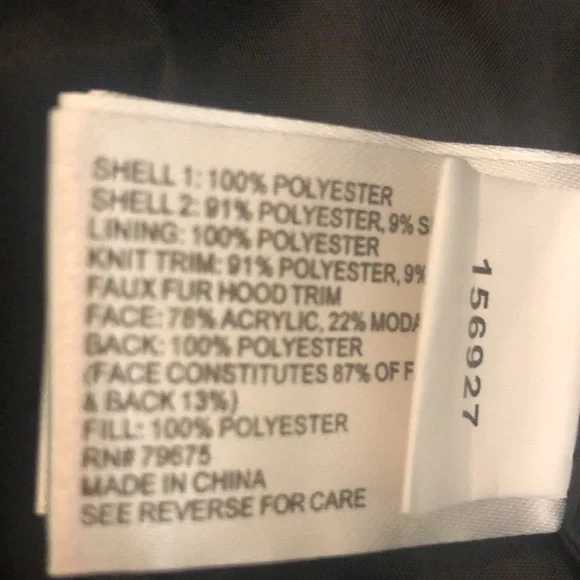 SHELL 1: 100% POLYESTER
SHELL 2: 91% POLYESTER, 9% S
LINING: 100% POLYESTER
KNIT TRIM: 91% POLYESTER, 9%
FAUX FUR HOOD TRIM
FACE: 78% ACRYLIC, 22% MODA
BACK: 100% POLYESTER
(FACE CONSTITUTES 87% OF F
& BACK 13%)
FILL: 100% POLYESTER
RN# 79675
MADE IN CHINA
SEE REVERSE FOR CARE
156927